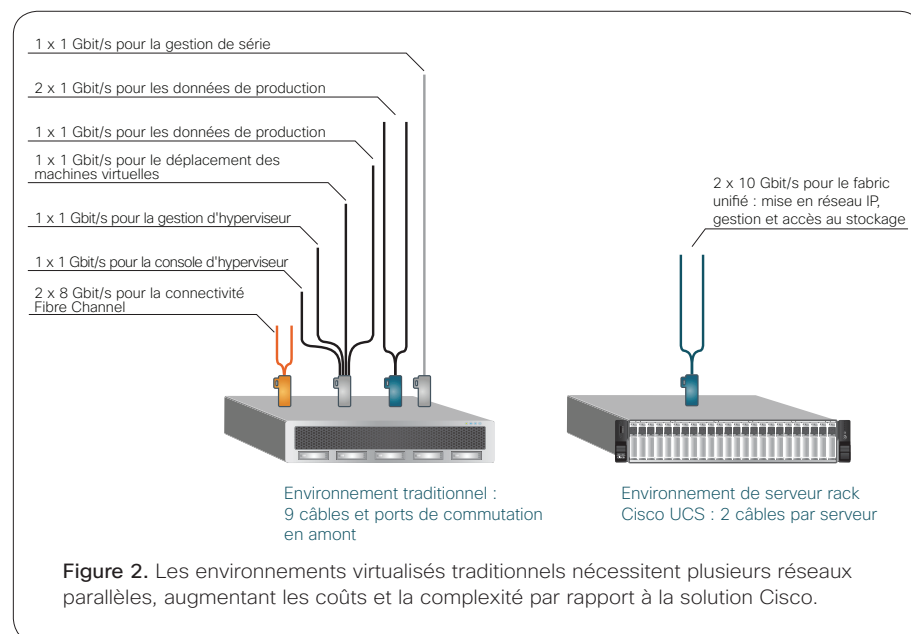 1 x 1 Gbit/s pour la gestion de série
2 x 1 Gbit/s pour les données de production
1 x 1 Gbit/s pour les données de production
1 x 1 Gbit/s pour le déplacement des
machines virtuelles
1 x 1 Gbit/s pour la gestion d'hyperviseur
1 x 1 Gbit/s pour la console d'hyperviseur
2 x 8 Gbit/s pour la connectivité
Fibre Channel
2 x 10 Gbit/s pour le fabric
unifié : mise en réseau IP,
gestion et accès au stockage
Environnement traditionnel :
9 câbles et ports de commutation
en amont
Environnement de serveur rack
Cisco UCS : 2 câbles par serveur
Figure 2. Les environnements virtualisés traditionnels nécessitent plusieurs réseaux
parallèles, augmentant les coûts et la complexité par rapport à la solution Cisco.